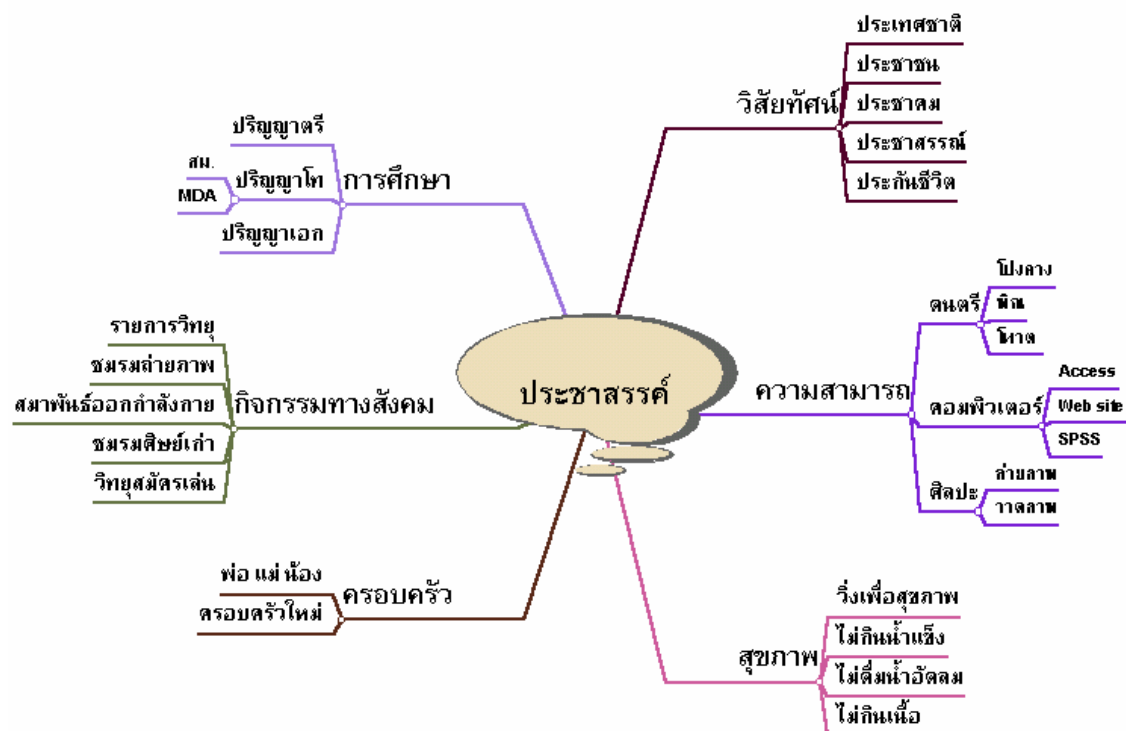 ประชาสรรค์
วิสัยทัศน์
ประเทศชาติ
ประชาชน
ประชาคม
ประชาสรรณ์
ประกันชีวิต
ความสามารถ
ดนตรี
โปงลาง
พิณ
โหวด
คอมพิวเตอร์
Access
Web site
SPSS
ศิลปะ
ถ่ายภาพ
วาดภาพ
สุขภาพ
วิ่งเพื่อสุขภาพ
ไม่กินน้ำแข็ง
ไม่ดื่มน้ำอัดลม
ไม่กินเนื้อ
การศึกษา
ปริญญาตรี
ปริญญาโท
สม.
MDA
ปริญญาเอก
กิจกรรมทางสังคม
รายการวิทยุ
ชมรมถ่ายภาพ
สมาพันธ์ออกกำลังกาย
ชมรมศิษย์เก่า
วิทยุสมัครเล่น
ครอบครัว
พ่อ แม่ น้อง
ครอบครัวใหม่